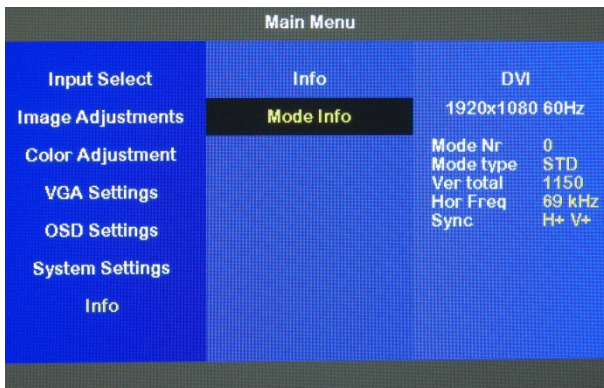 Main Menu
Input Select
Image Adjustments
Color Adjustment
VGA Settings
OSD Settings
System Settings
Info
Info
Mode Info
DVI
1920x1080 60Hz
Mode Nr 0
Mode type STD
Ver total 1150
Hor Freq 69 kHz
Sync H+ V+